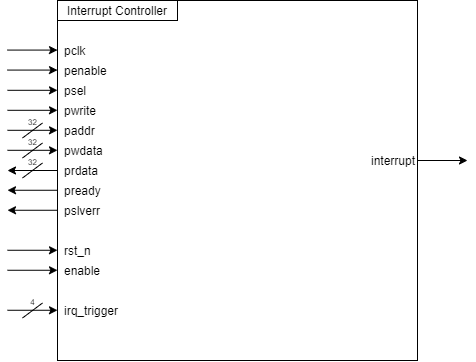 Interrupt Controller
pclk
penable
psel
pwrite
32
paddr
32
pwdata
32
prdata
pready
pslverr
interrupt
rst_n
enable
4
irq_trigger